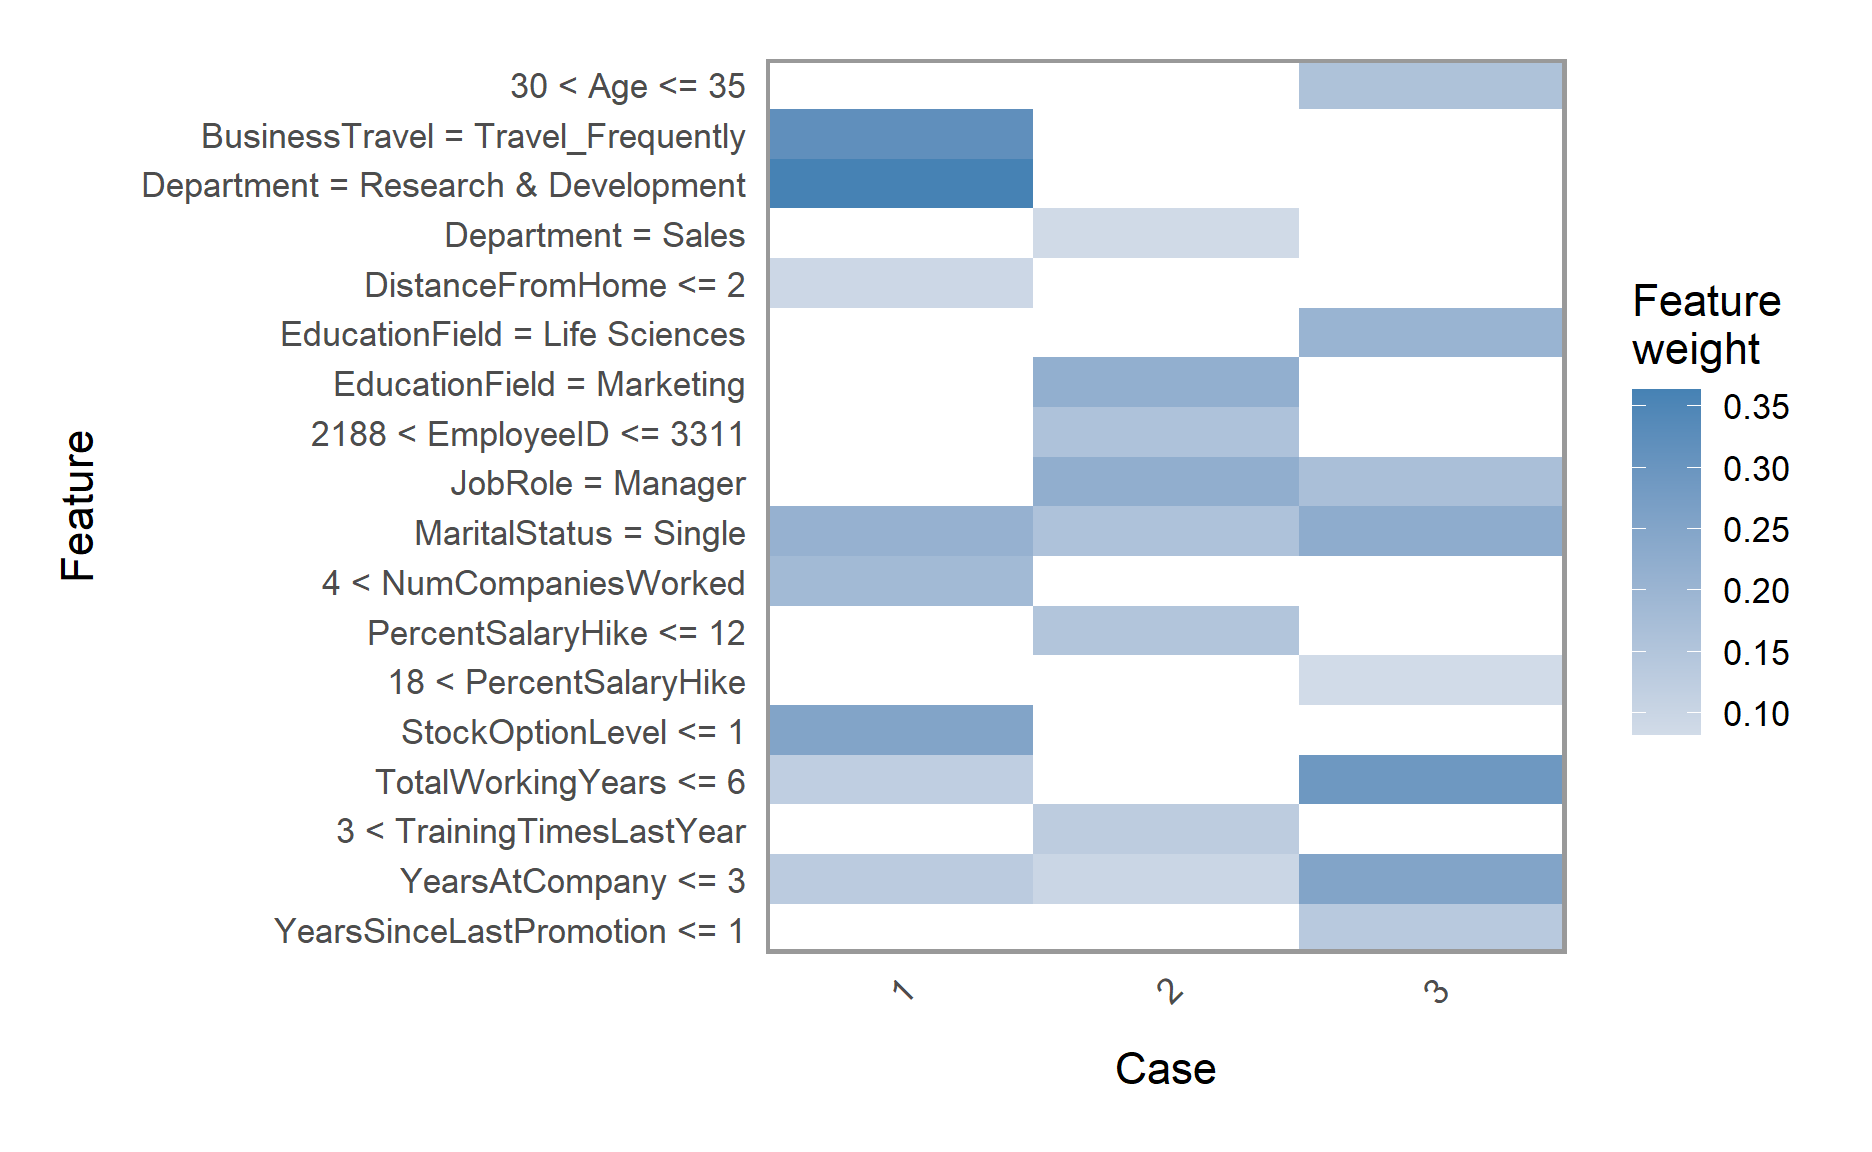 30 < Age <= 35
BusinessTravel = Travel_Frequently
Department = Research & Development
Department = Sales
DistanceFromHome <= 2
EducationField = Life Sciences
EducationField = Marketing
2188 < EmployeeID <= 3311
JobRole = Manager
MaritalStatus = Single
4 < NumCompaniesWorked
PercentSalaryHike <= 12
18 < PercentSalaryHike
StockOptionLevel <= 1
TotalWorkingYears <= 6
3 < TrainingTimesLastYear
YearsAtCompany <= 3
YearsSinceLastPromotion <= 1
Feature
1
2
3
Case
Feature
weight
0.35
0.30
0.25
0.20
0.15
0.10